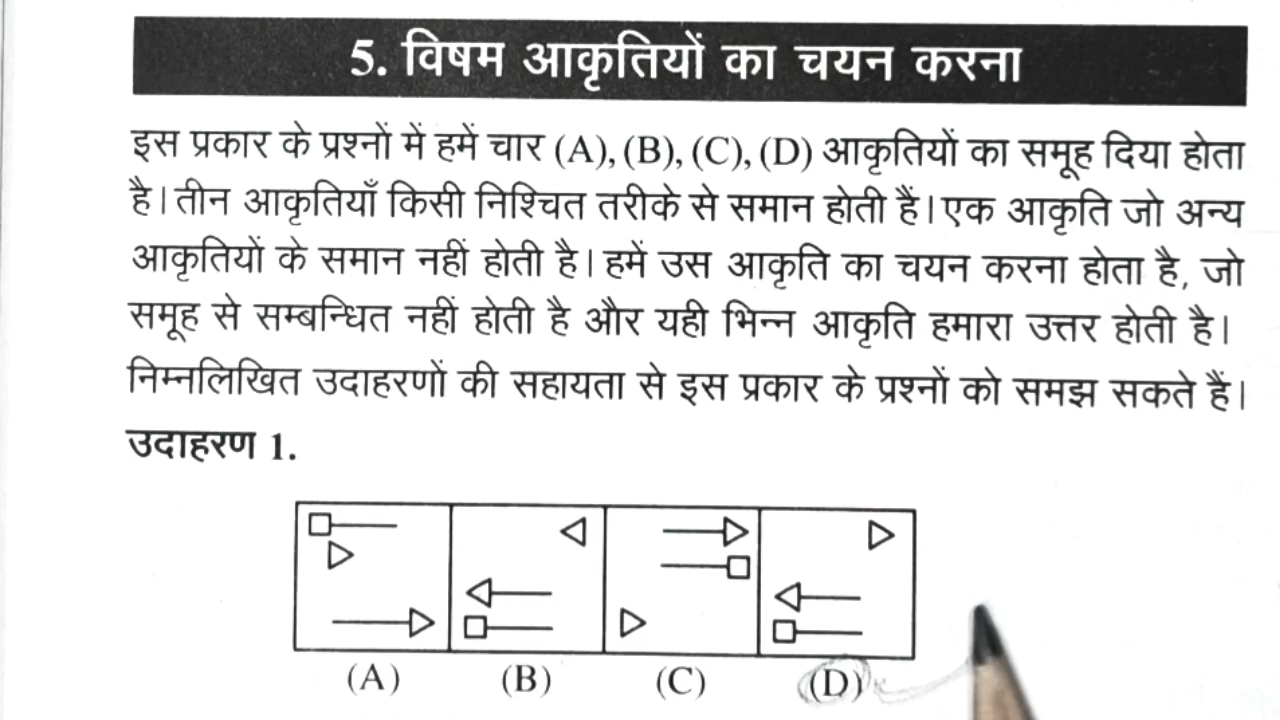 5. विषम आकृतियों का चयन करना
इस प्रकार के प्रश्नों में हमें चार (A), (B), (C), (D) आकृतियों का समूह दिया होता
है। तीन आकृतियाँ किसी निश्चित तरीके से समान होती हैं। एक आकृति जो अन्य
आकृतियों के समान नहीं होती है। हमें उस आकृति का चयन करना होता है, जो
समूह से सम्बन्धित नहीं होती है और यही भिन्न आकृति हमारा उत्तर होती है।
निम्नलिखित उदाहरणों की सहायता से इस प्रकार के प्रश्नों को समझ सकते हैं।
उदाहरण 1.
(A) (B) (C) (D)